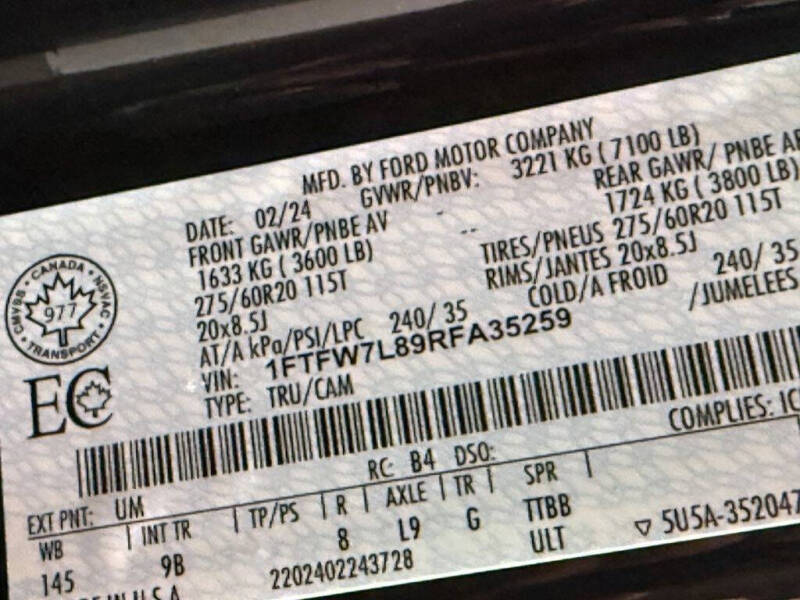 MFD. BY FORD MOTOR COMPANY
DATE: 02/24 GVWR/PNBV: 3221 KG ( 7100 LB)
FRONT GAWR/PNBE AV - REAR GAWR/ PNBE
1633 KG ( 3600 LB) -- 1724 KG ( 3800 LB)
275/60R20 115T TIRES/PNEUS 275/60R20 115T
20x8.5J RIMS/JANTES 20x8.5J
AT/A kPa/PSI/LPC 240/ 35 COLD/A FROID 240/ 35
VIN: 1FTFW7L89RFA35259 /JUMELEES
TYPE: TRU/CAM
CANADA
CMVSS • NSVAC
977
TRANSPORT
EC
COMPLIES:
RC: B4 DSO:
EXT PNT: UM
WB | INT TR | TP/PS | R | AXLE | TR | SPR |
145 9B 8 L9 G TTBB
ULT
▽ 5U5A-352047
2202402243728
IN U.S.A